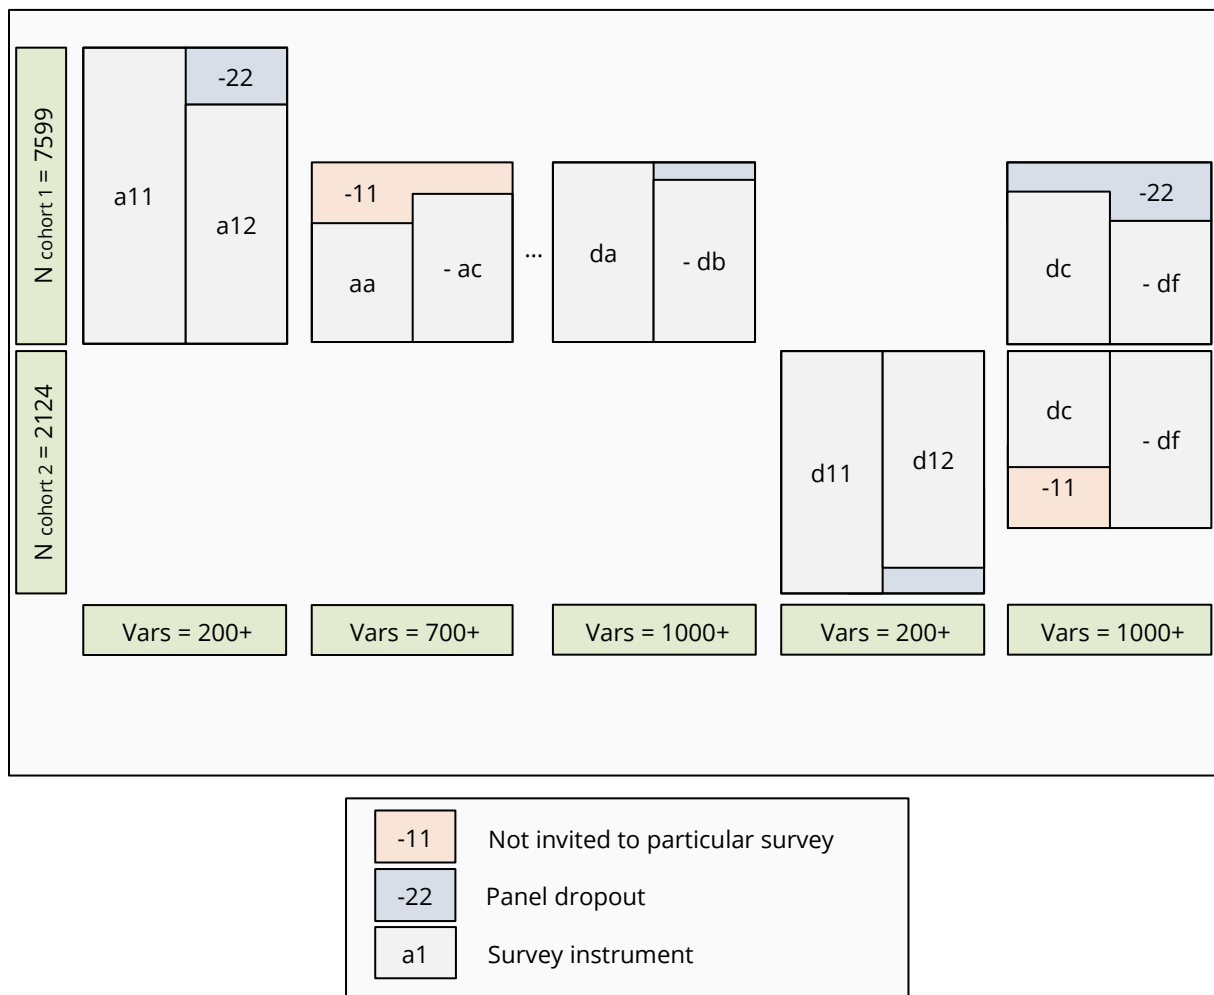 N cohort 1 = 7599
a11
-22
a12
-11
aa
- ac
...
da
- db
-22
dc
- df
N cohort 2 = 2124
d11
d12
dc
-11
- df
Vars = 200+
Vars = 700+
Vars = 1000+
Vars = 200+
Vars = 1000+
-11 Not invited to particular survey
-22 Panel dropout
a1 Survey instrument